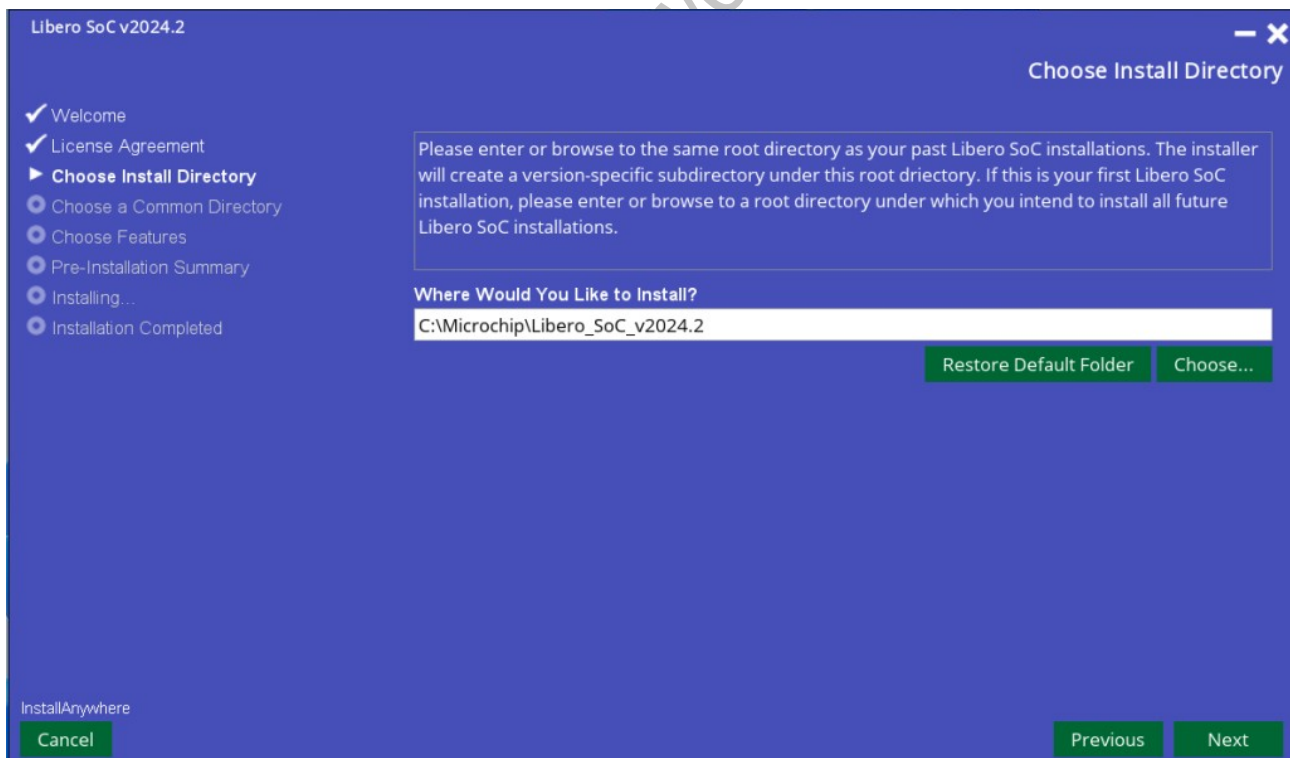 Libero SoC v2024.2
Choose Install Directory
Welcome
License Agreement
Choose Install Directory
Choose a Common Directory
Choose Features
Pre-Installation Summary
Installing...
Installation Completed
Please enter or browse to the same root directory as your past Libero SoC installations. The installer
will create a version-specific subdirectory under this root driectory. If this is your first Libero SoC
installation, please enter or browse to a root directory under which you intend to install all future
Libero SoC installations.
Where Would You Like to Install?
C:\Microchip\Libero_SoC_v2024.2
Restore Default Folder Choose...
InstallAnywhere
Cancel Previous Next